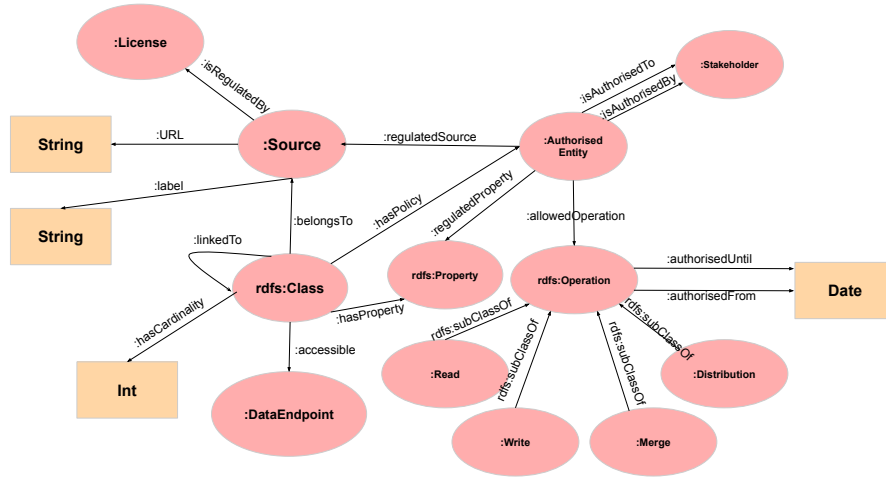 :License
:isRegulatedBy
:isAuthorisedTo
:Stakeholder
:isAuthorisedBy
String
:URL
:Source
:regulatedSource
:Authorised
Entity
:label
String
:hasPolicy
:regulatedProperty
:belongsTo
:allowedOperation
:linkedTo
rdfs:Class
rdfs:Property
rdfs:Operation
:authorisedUntil
:authorisedFrom
Date
:hasCardinality
:hasProperty
rdfs:subClassOf
rdfs:subClassOf
rdfs:subClassOf
rdfs:subClassOf
:accessible
Int
:Read
:Distribution
:DataEndpoint
:Write
:Merge